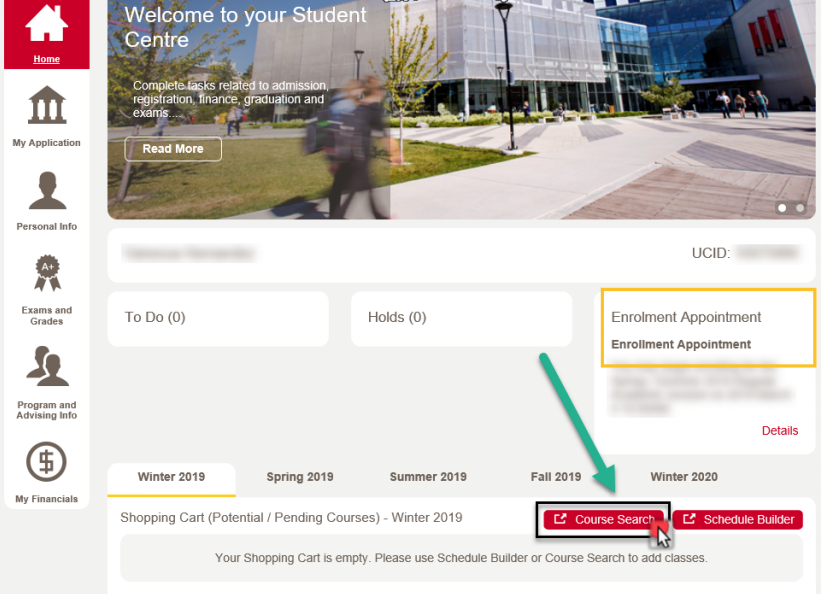 Welcome to your Student
Centre
Complete tasks related to admission,
registration, finance, graduation and
exams....
Read More
Home
My Application
Personal Info
A+
Exams and
Grades
Program and
Advising Info
$
My Financials
UCID:
To Do (0)
Holds (0)
Enrolment Appointment
Enrollment Appointment
Details
Winter 2019
Spring 2019
Summer 2019
Fall 2019
Winter 2020
Shopping Cart (Potential / Pending Courses) - Winter 2019
Course Search
Schedule Builder
Your Shopping Cart is empty. Please use Schedule Builder or Course Search to add classes.